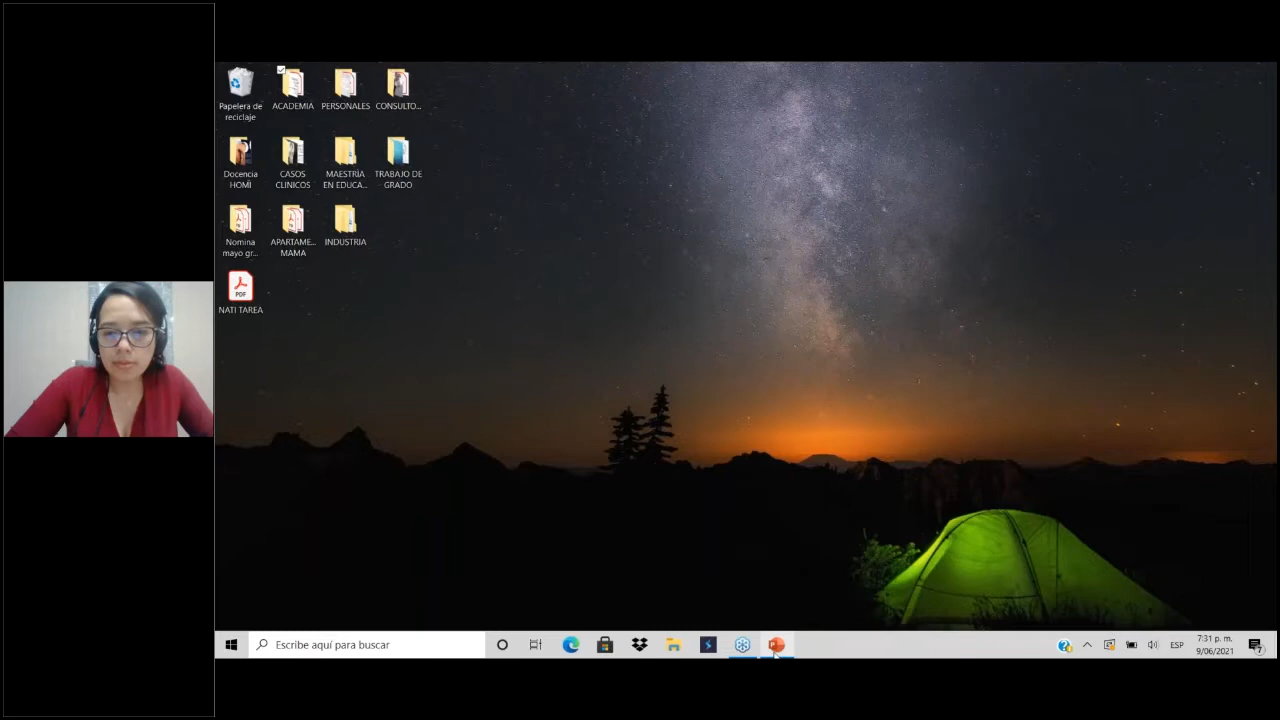 Papelera de
reciclaje
ACADEMIA
PERSONALES
CONSULTO...
Docencia
HOMI
CASOS
CLINICOS
MAESTRÍA
EN EDUCA...
TRABAJO DE
GRADO
Nomina
mayo gr...
APARTAME...
MAMA
INDUSTRIA
PDF
NATI TAREA
Escribe aquí para buscar
ESP
7:31 p. m.
9/06/2021